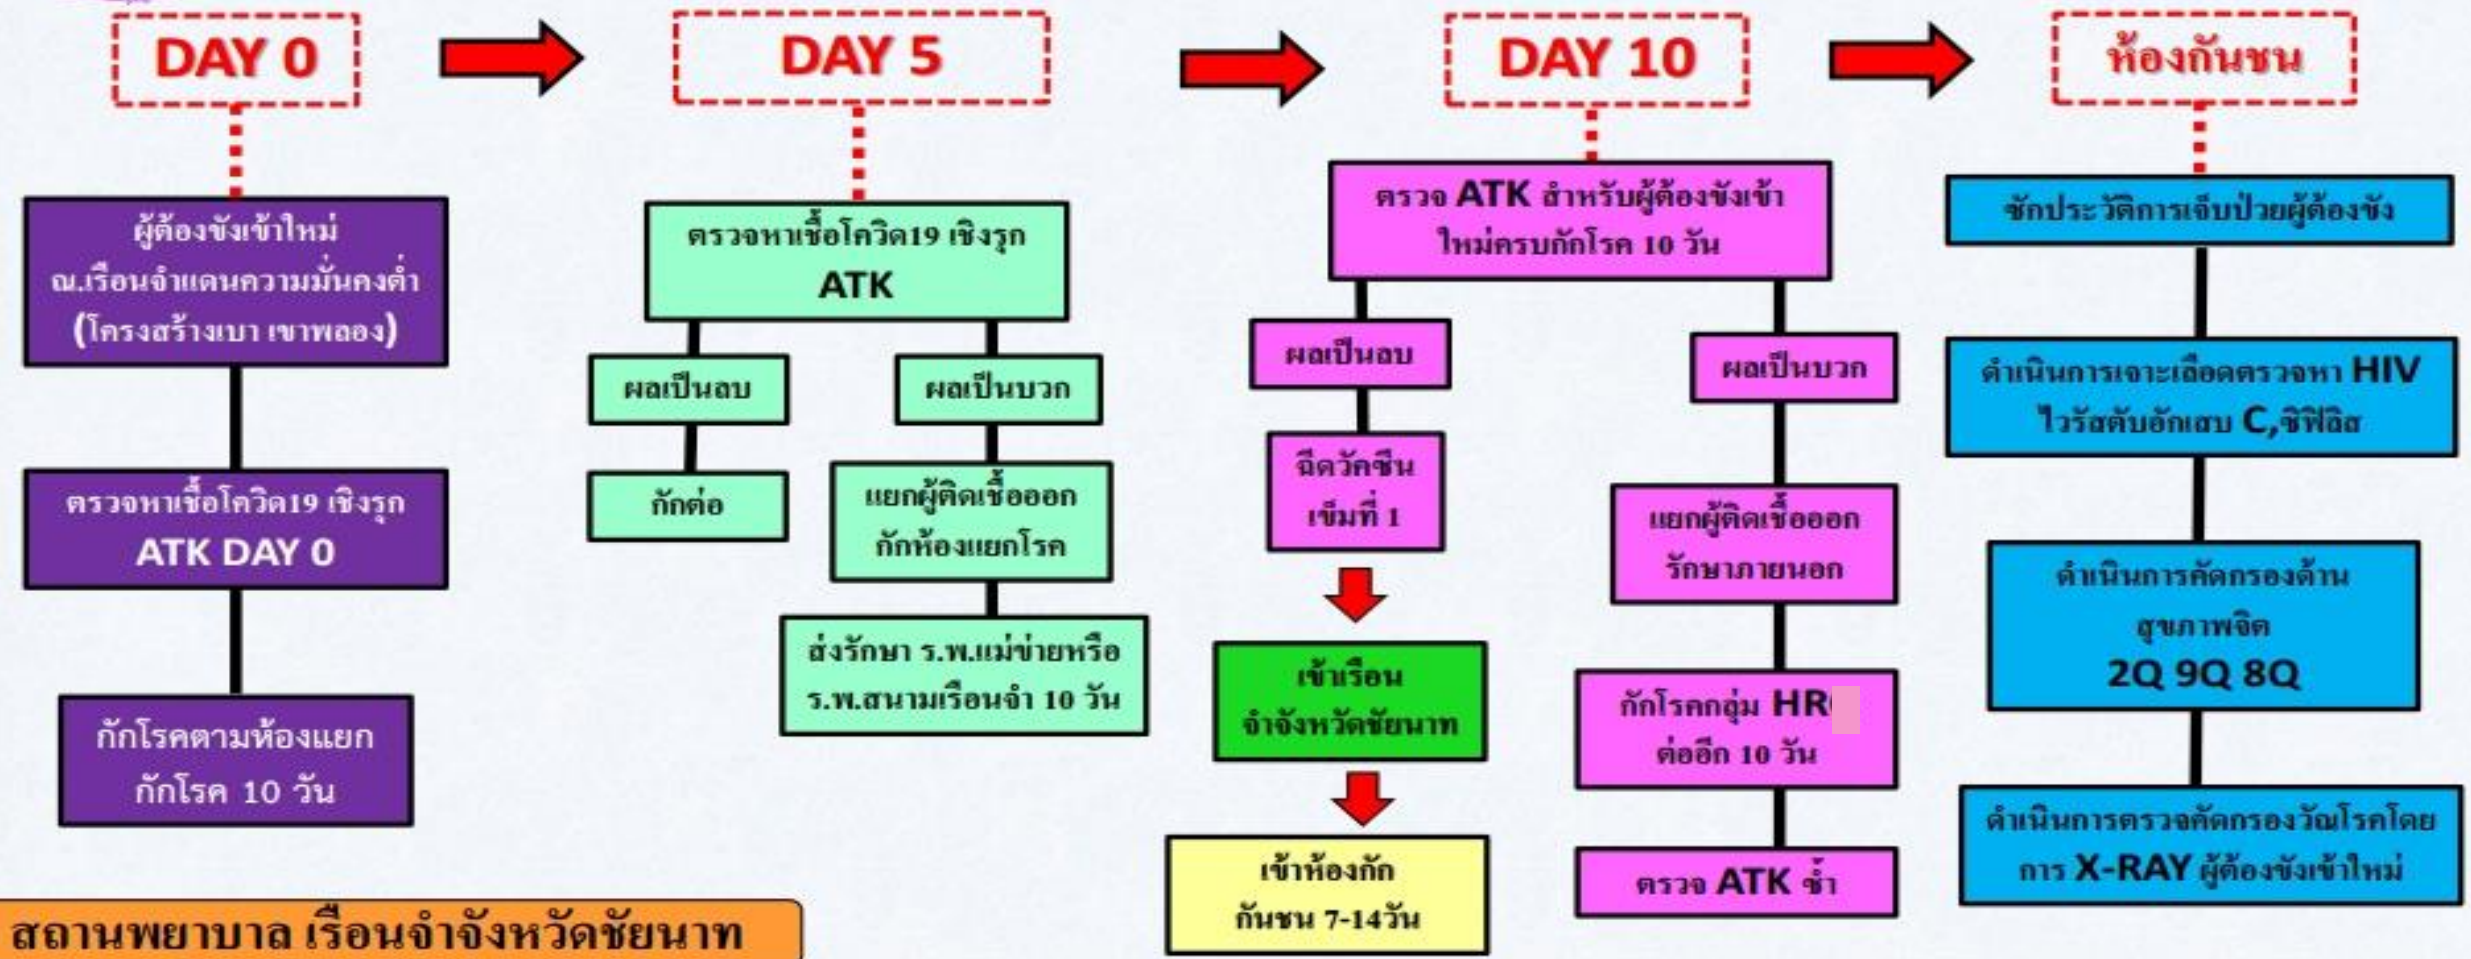 DAY 0
ผู้ต้องขังเข้าใหม่
ณ.เรือนจำแดนความมั่นคงต่ำ
(โครงสร้างเบา เขาพลอง)
ตรวจหาเชื้อโควิด19 เชิงรุก
ATK DAY 0
กักโรคตามห้องแยก
กักโรค 10 วัน
DAY 5
ตรวจหาเชื้อโควิด19 เชิงรุก
ATK
ผลเป็นลบ
กักต่อ
ผลเป็นบวก
แยกผู้ติดเชื้อออก
กักห้องแยกโรค
ส่งรักษา ร.พ.แม่ข่ายหรือ
ร.พ.สนามเรือนจำ 10 วัน
DAY 10
ตรวจ ATK สำหรับผู้ต้องขังเข้า
ใหม่ครบกักโรค 10 วัน
ผลเป็นลบ
ฉีดวัคซีน
เข็มที่ 1
เข้าเรือน
จำจังหวัดชัยนาท
เข้าห้องกัก
กันชน 7-14วัน
ผลเป็นบวก
แยกผู้ติดเชื้อออก
รักษาภายนอก
กักโรคกลุ่ม
ต่ออีก 10 วัน
ตรวจ ATK ซ้ำ
ห้องกันชน
ซักประวัติการเจ็บป่วยผู้ต้องขัง
ดำเนินการเจาะเลือดตรวจหา HIV
ไวรัสตับอักเสบ C,ซิฟิลิส
ดำเนินการคัดกรองด้าน
สุขภาพจิต
2Q 9Q 8Q
ดำเนินการตรวจคัดกรองวัณโรคโดย
การ X-RAY ผู้ต้องขังเข้าใหม่
สถานพยาบาล เรือนจำจังหวัดชัยนาท